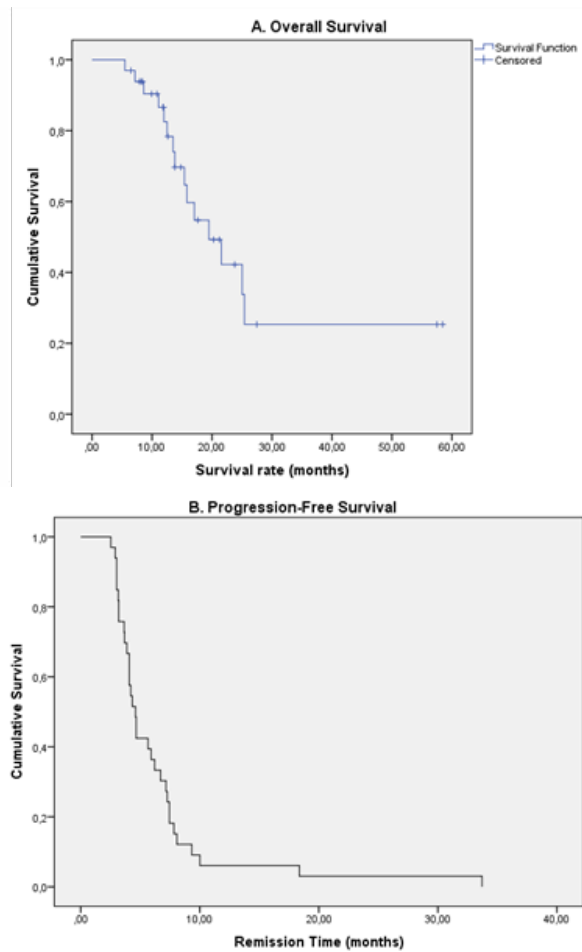 A. Overall Survival
Survival Function
Censored
1,0
0,8
0,6
0,4
0,2
0,0
Cumulative Survival
,00 10,00 20,00 30,00 40,00 50,00 60,00
Survival rate (months)
B. Progression-Free Survival
1,0
0,8
0,6
0,4
0,2
0,0
Cumulative Survival
,00 10,00 20,00 30,00 40,00
Remission Time (months)